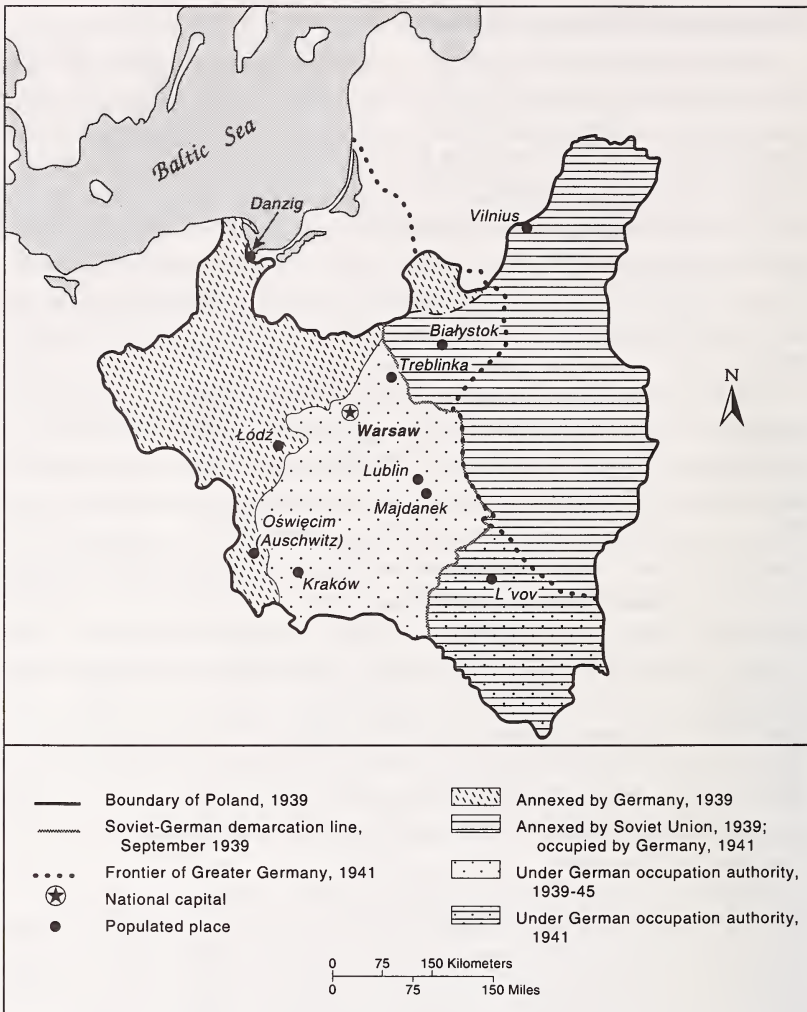 Baltic Sea
Danzig
Vilnius
Białystok
Treblinka
N
Warsaw
Łódź
Lublin
Majdanek
Oświęcim
(Auschwitz)
Kraków
L'vov
Boundary of Poland, 1939
Soviet-German demarcation line,
September 1939
Frontier of Greater Germany, 1941
National capital
Populated place
Annexed by Germany, 1939
Annexed by Soviet Union, 1939;
occupied by Germany, 1941
Under German occupation authority,
1939-45
Under German occupation authority,
1941
0 75 150 Kilometers
0 75 150 Miles